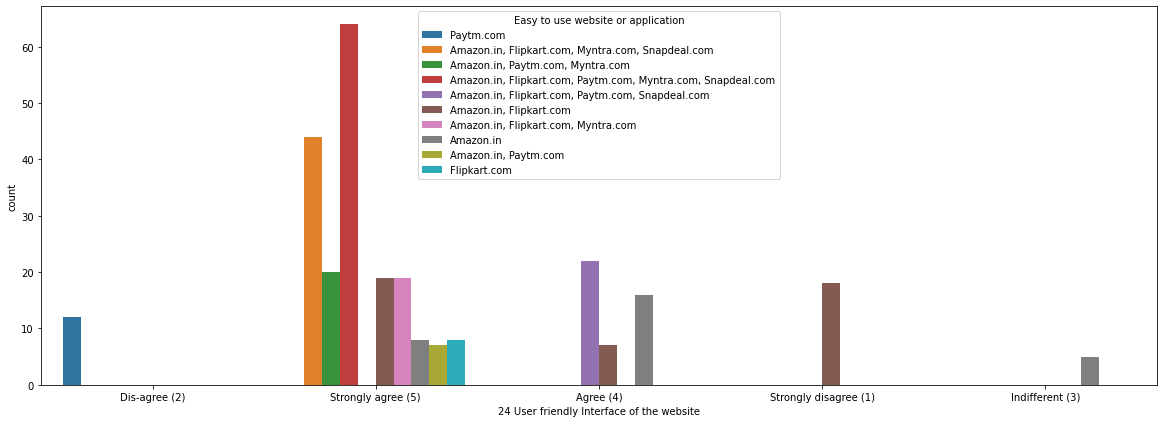 Easy to use website or application
Paytm.com
Amazon.in, Flipkart.com, Myntra.com, Snapdeal.com
Amazon.in, Paytm.com, Myntra.com
Amazon.in, Flipkart.com, Paytm.com, Myntra.com, Snapdeal.com
Amazon.in, Flipkart.com, Paytm.com, Snapdeal.com
Amazon.in, Flipkart.com
Amazon.in, Flipkart.com, Myntra.com
Amazon.in
Amazon.in, Paytm.com
Flipkart.com
count
60
50
40
30
20
10
0
Dis-agree (2)
Strongly agree (5)
Agree (4)
Strongly disagree (1)
Indifferent (3)
24 User friendly Interface of the website